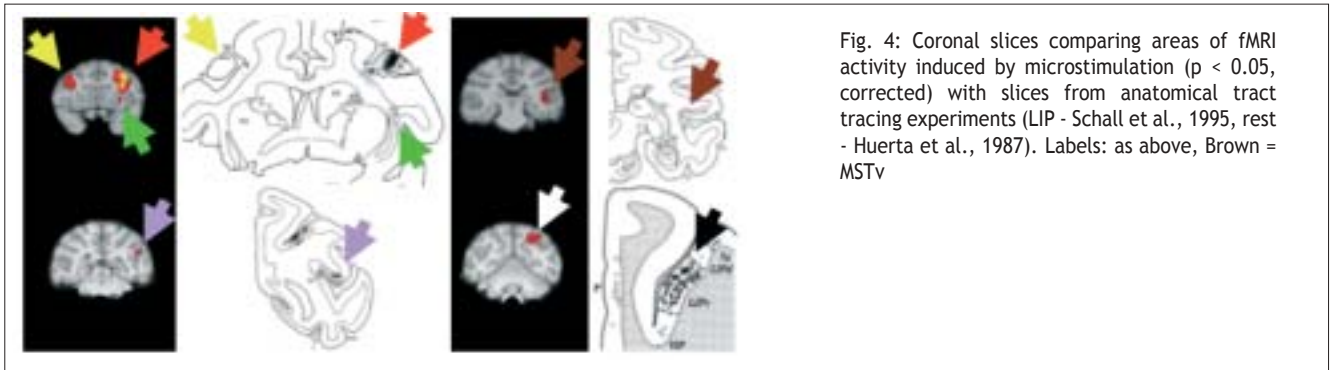 Fig. 4: Coronal slices comparing areas of fMRI
activity induced by microstimulation (p < 0.05,
corrected) with slices from anatomical tract
tracing experiments (LIP - Schall et al., 1995, rest
- Huerta et al., 1987). Labels: as above, Brown =
MSTv